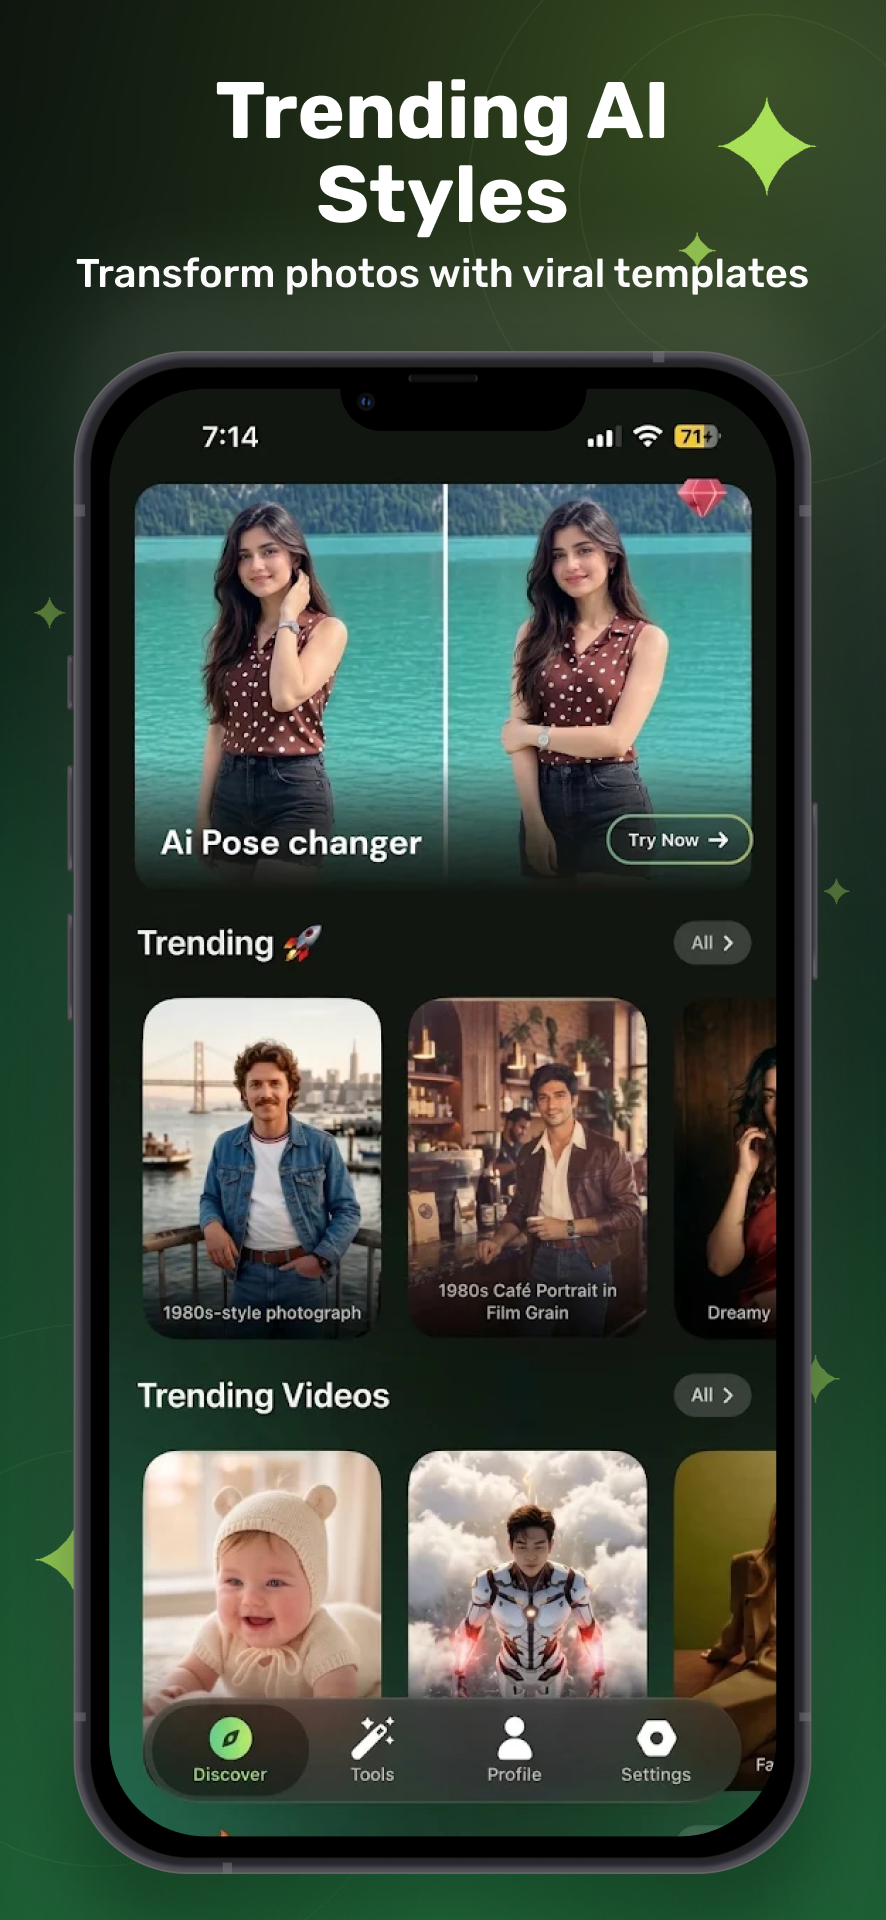 Trending AI
Styles
Transform photos with viral templates
7:14
71
Ai Pose changer
Try Now
Trending
All
1980s-style photograph
1980s Café Portrait in
Film Grain
Dreamy
Trending Videos
All
Fa
Discover
Tools
Profile
Settings